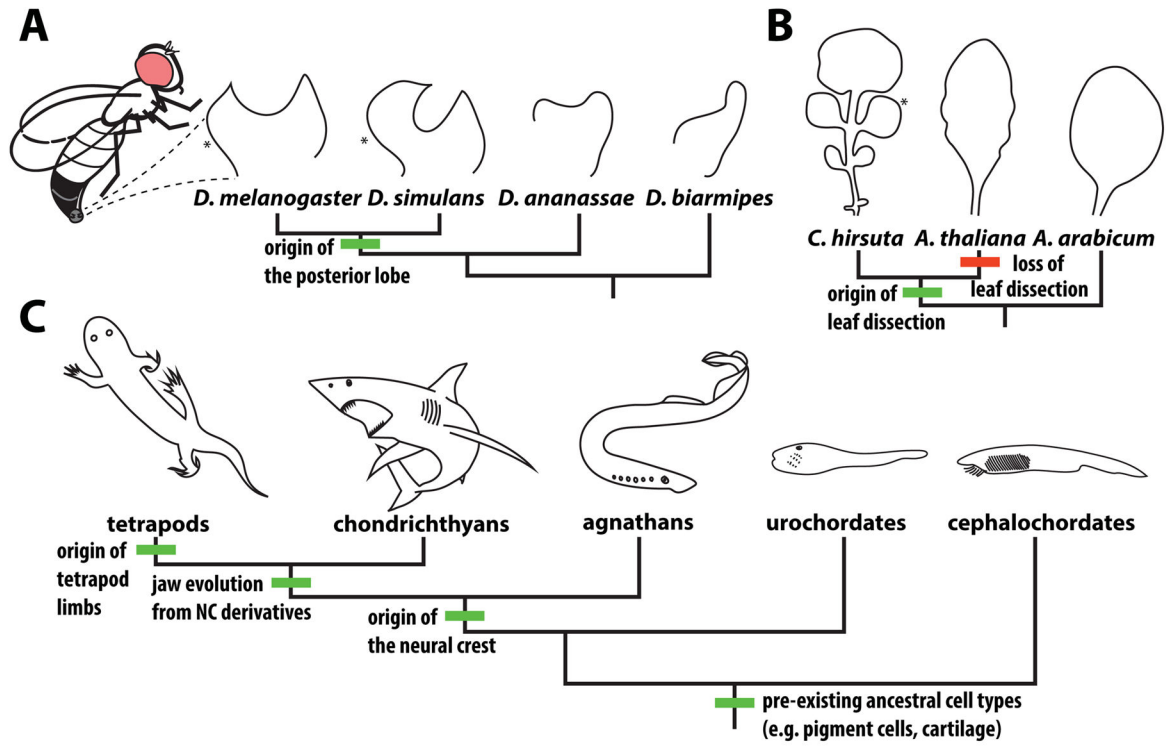 A
B
*
*
*
D. melanogaster D. simulans D. ananassae D. biarmipes
C. hirsuta A. thaliana A. arabicum
origin of
the posterior lobe
loss of
leaf dissection
origin of
leaf dissection
C
tetrapods chondrichthyans agnathans urochordates cephalochordates
origin of
tetrapod
limbs
jaw evolution
from NC derivatives
origin of
the neural crest
pre-existing ancestral cell types
(e.g. pigment cells, cartilage)